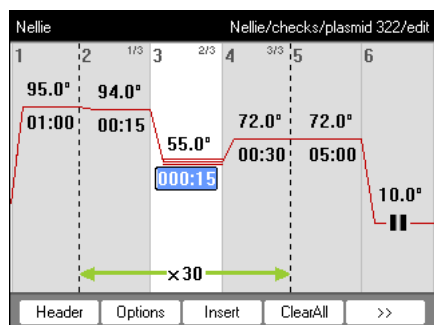 Nellie Nellie/checks/plasmid 322/edit
1 2 1/3 3 2/3 4 3/3 5 6
95.0° 94.0° 55.0° 72.0° 72.0° 10.0°
01:00 00:15 000:15 00:30 05:00
×30
Header Options Insert ClearAll >>